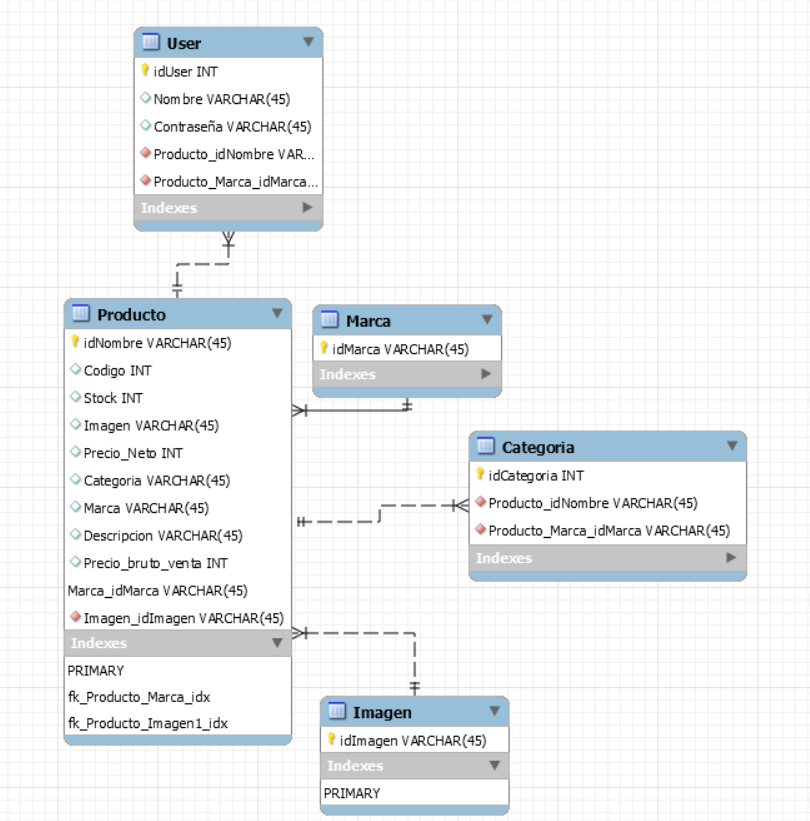 User
idUser INT
Nombre VARCHAR(45)
Contraseña VARCHAR(45)
Producto_idNombre VAR...
Producto_Marca_idMarca...
Indexes
Producto
idNombre VARCHAR(45)
Codigo INT
Stock INT
Imagen VARCHAR(45)
Precio_Neto INT
Categoria VARCHAR(45)
Marca VARCHAR(45)
Descripcion VARCHAR(45)
Precio_bruto_venta INT
Marca_idMarca VARCHAR(45)
Imagen_idImagen VARCHAR(45)
Indexes
PRIMARY
fk_Producto_Marca_idx
fk_Producto_Imagen1_idx
Marca
idMarca VARCHAR(45)
Indexes
Categoria
idCategoria INT
Producto_idNombre VARCHAR(45)
Producto_Marca_idMarca VARCHAR(45)
Indexes
Imagen
idImagen VARCHAR(45)
Indexes
PRIMARY